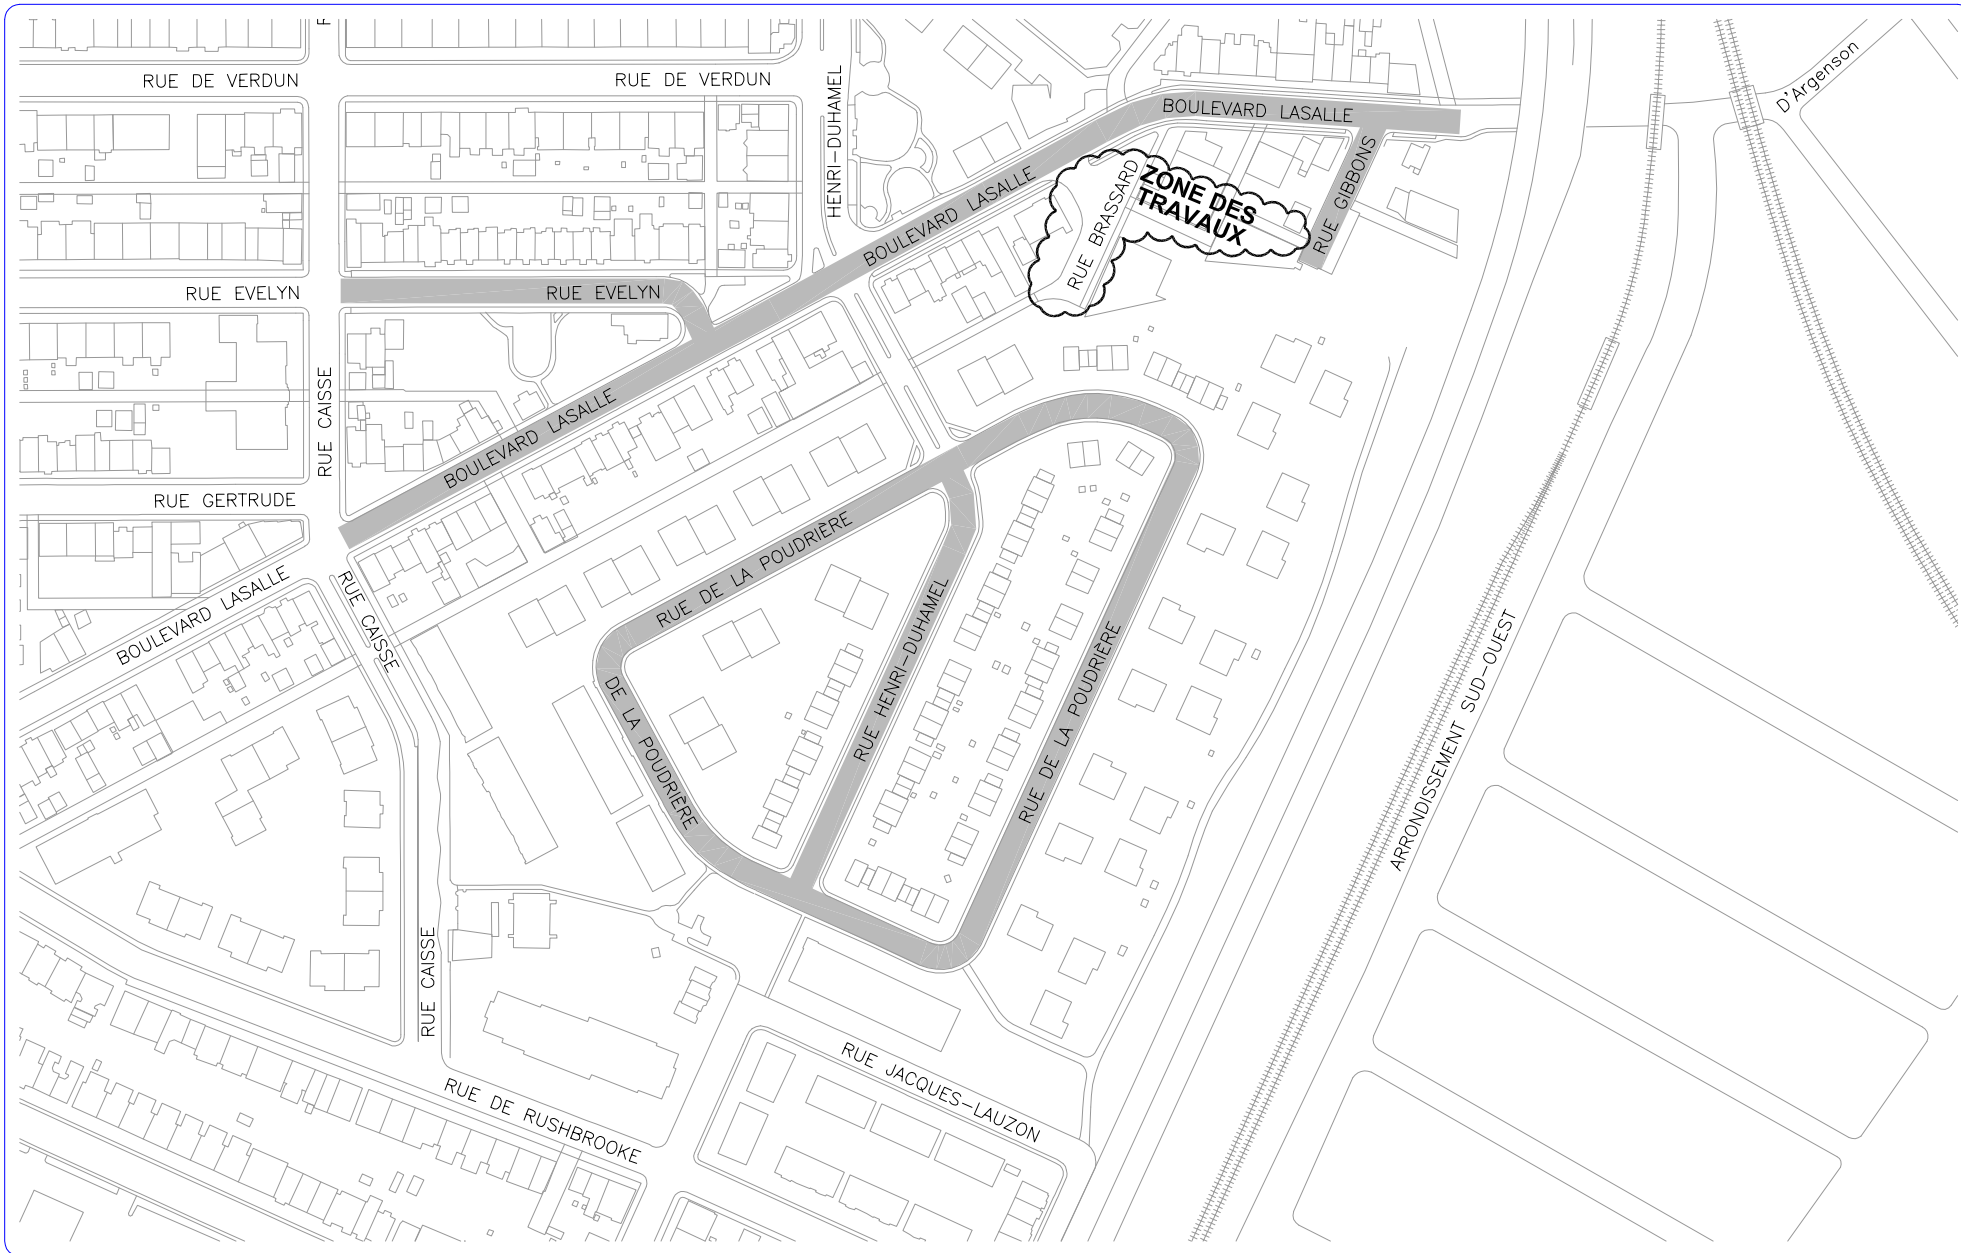 RUE DE VERDUN
RUE DE VERDUN
HENRI-DUHAMEL
D'Argenson
BOULEVARD LASALLE
RUE GIBBONS
ZONE DES
TRAVAUX
RUE BRASSARD
BOULEVARD LASALLE
RUE EVELYN
RUE EVELYN
RUE CAISSE
BOULEVARD LASALLE
RUE GERTRUDE
RUE DE LA POUDRIÈRE
BOULEVARD LASALLE
RUE CAISSE
RUE HENRI-DUHAMEL
RUE DE LA POUDRIÈRE
DE LA POUDRIÈRE
ARRONDISSEMENT SUD-OUEST
RUE CAISSE
RUE JACQUES-LAUZON
RUE DE RUSHBROOKE